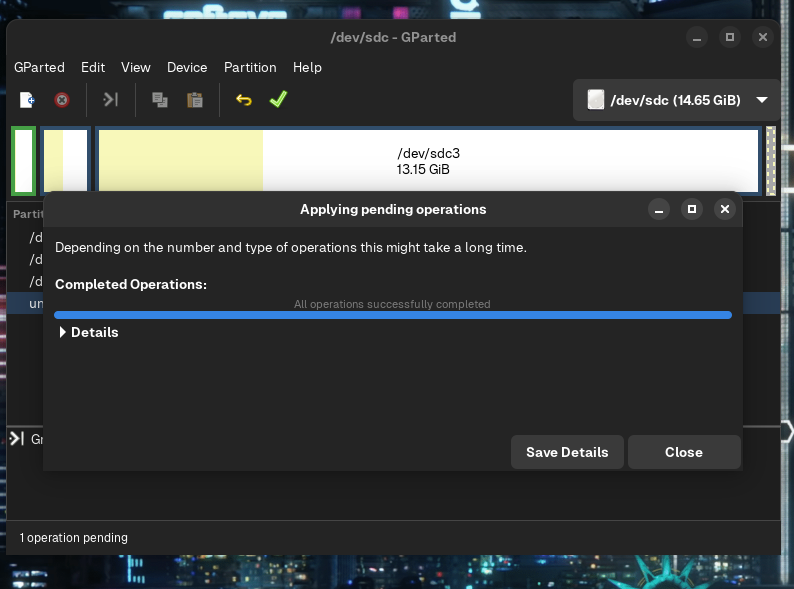 /dev/sdc - GParted
GParted Edit View Device Partition Help
/dev/sdc (14.65 GiB)
/dev/sdc3
13.15 GiB
Partit
Applying pending operations
/d
Depending on the number and type of operations this might take a long time.
/d
/d
Completed Operations:
un
All operations successfully completed
Details
Gr
Save Details Close
1 operation pending